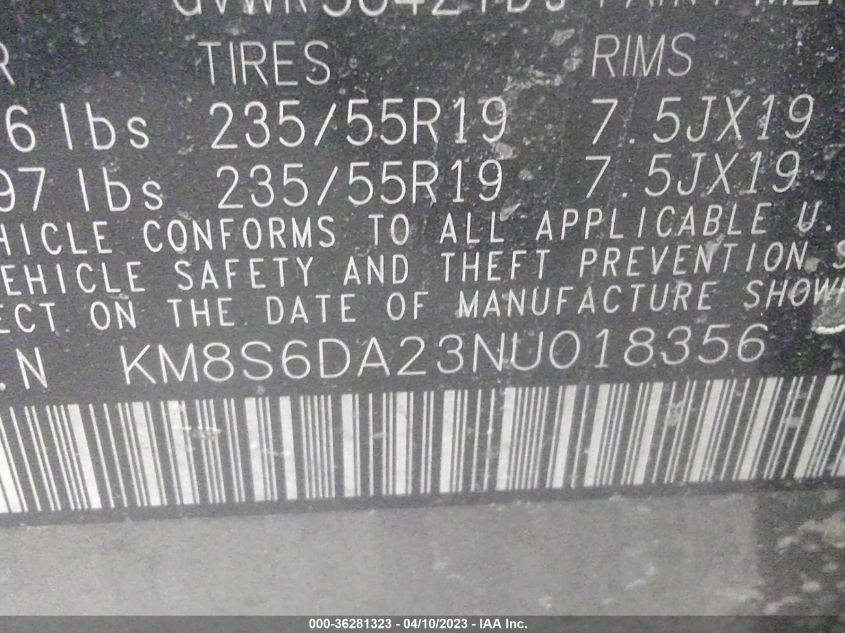 TIRES RIMS
6 lbs 235/55R19 7.5JX19
97 lbs 235/55R19 7.5JX19
HICLE CONFORMS TO ALL APPLICABLE U.
EHICLE SAFETY AND THEFT PREVENTION S
ECT ON THE DATE OF MANUFACTURE SHOW
.N KM8S6DA23NU018356
000-36281323 - 04/10/2023 - IAA Inc.